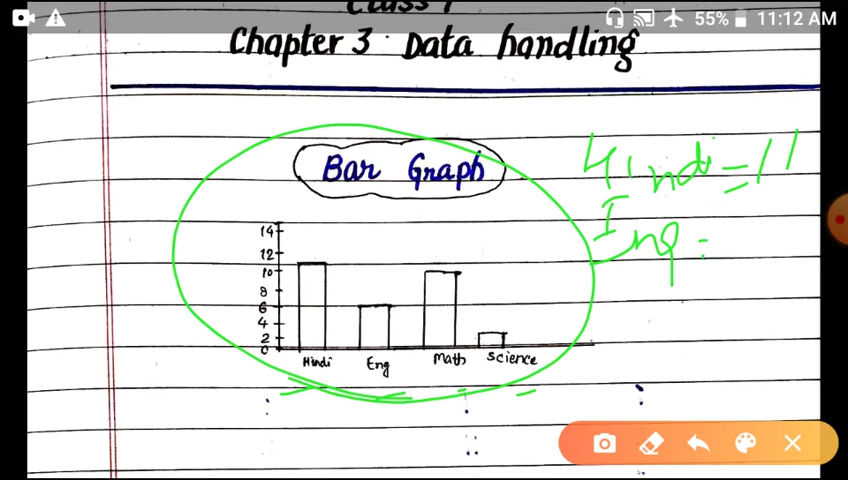 55% 11:12 AM
Chapter 3 Data handling
Bar Graph
Hindi = 11
Eng =
14
12
10
8
6
4
2
0
Hindi Eng Math Science